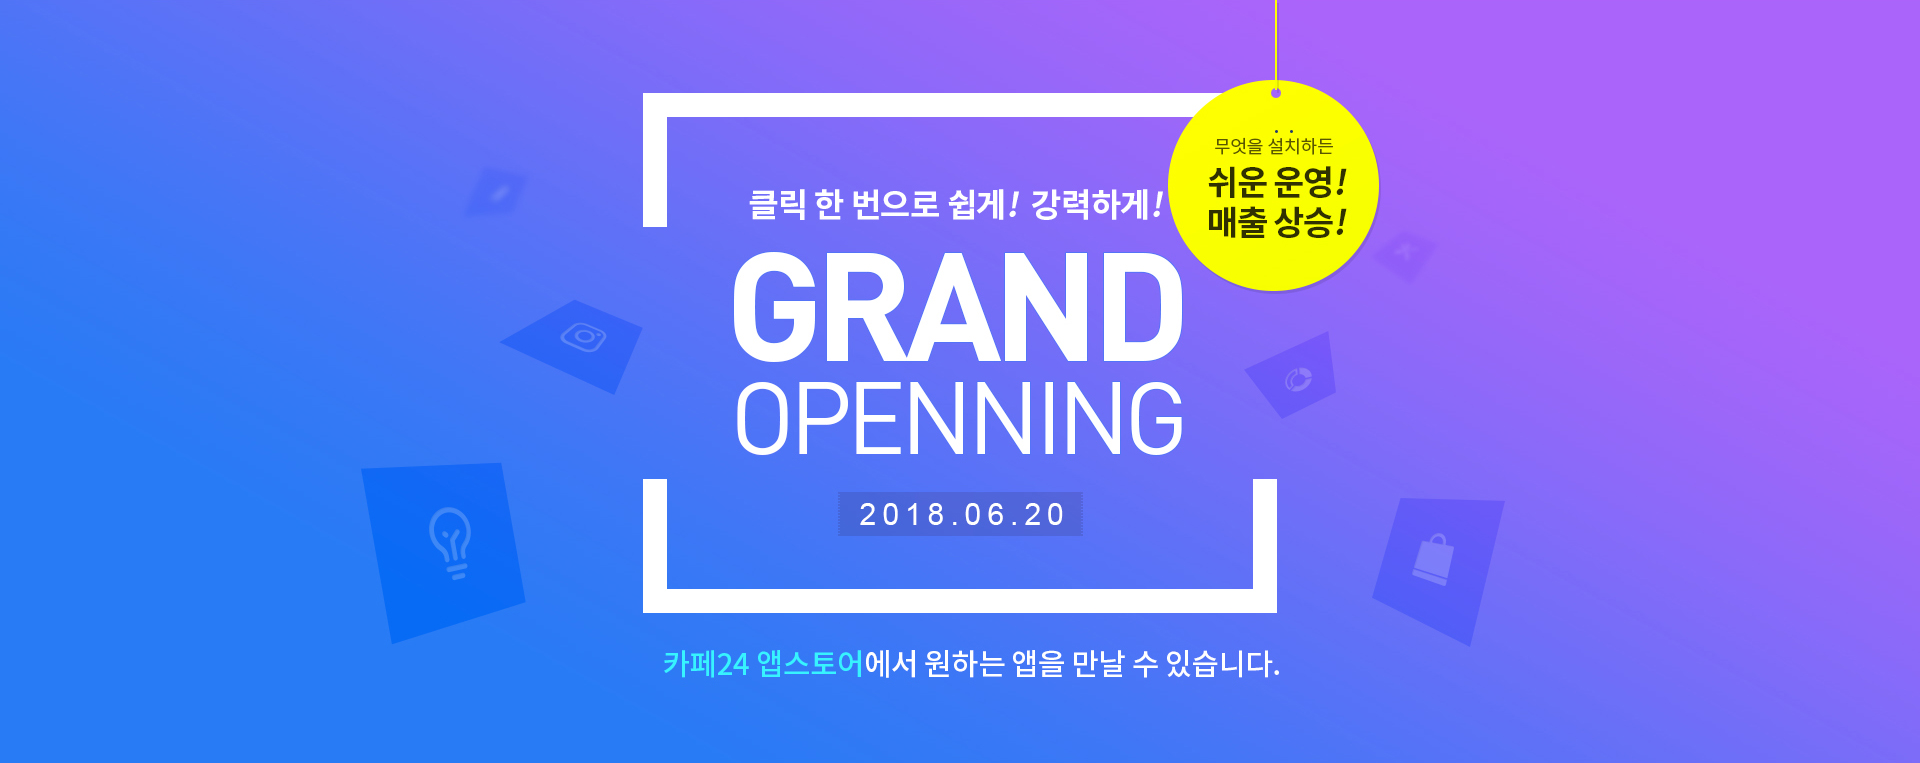 무엇을 설치하든
쉬운 운영!
매출 상승!
클릭 한 번으로 쉽게! 강력하게!
GRAND
OPENNING
2018.06.20
카페24 앱스토어에서 원하는 앱을 만날 수 있습니다.